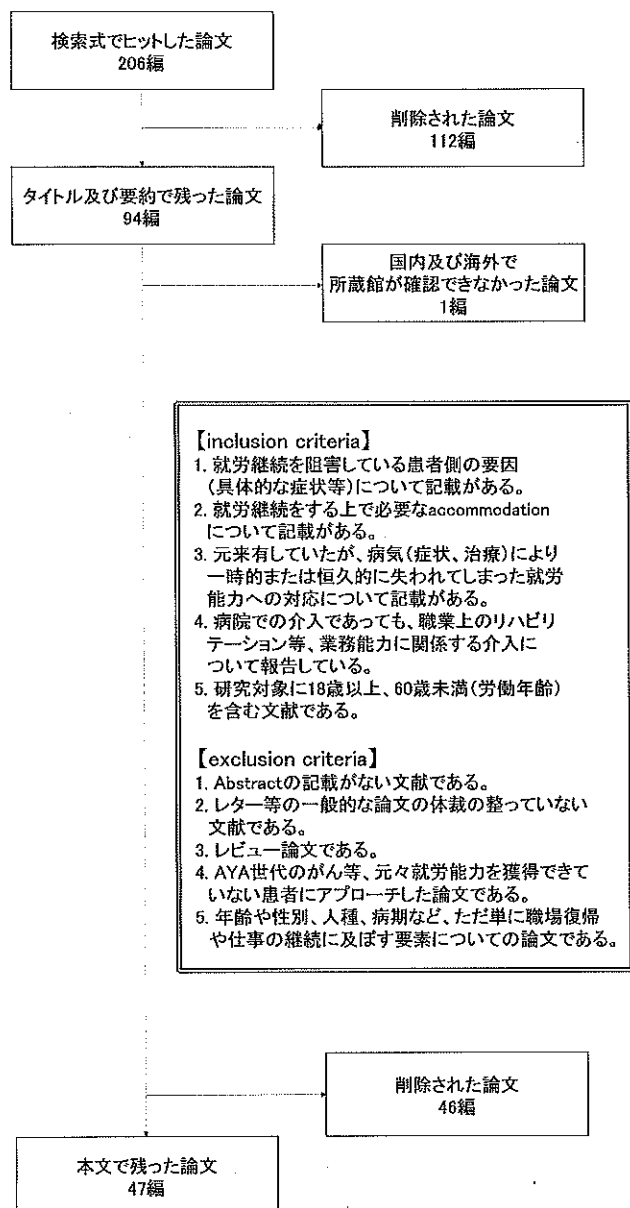 検索式でヒットした論文
206編
削除された論文
112編
タイトル及び要約で残った論文
94編
国内及び海外で
所蔵館が確認できなかった論文
1編
【inclusion criteria】
1. 就労継続を阻害している患者側の要因
(具体的な症状等)について記載がある。
2. 就労継続をする上で必要なaccommodation
について記載がある。
3. 元来有していたが、病気(症状、治療)により
一時的または恒久的に失われてしまった就労
能力への対応について記載がある。
4. 病院での介入であっても、職業上のリハビリ
テーション等、業務能力に関係する介入に
ついて報告している。
5. 研究対象に18歳以上、60歳未満(労働年齢)
を含む文献である。
【exclusion criteria】
1. Abstractの記載がない文献である。
2. レター等の一般的な論文の体裁の整っていない
文献である。
3. レビュー論文である。
4. AYA世代のがん等、元々就労能力を獲得できて
いない患者にアプローチした論文である。
5. 年齢や性別、人種、病期など、ただ単に職場復帰
や仕事の継続に及ぼす要素についての論文である。
削除された論文
46編
本文で残った論文
47編